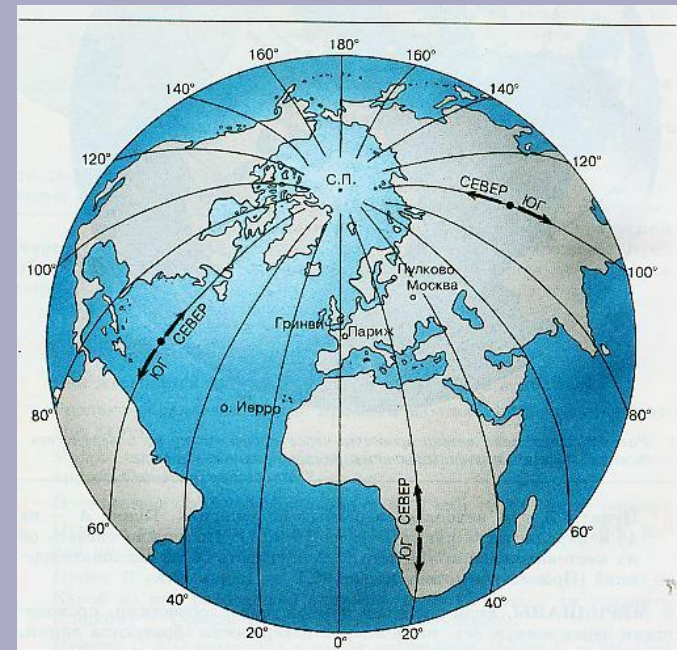 180°
160° 160°
140° 140°
120° 120°
С.П.
СЕВЕР ЮГ
100° 100°
Пулково
Москва
Гринвич
Париж
ЮГ СЕВЕР
о. Иерро
80° 80°
ЮГ СЕВЕР
60° 60°
40° 40°
20° 20°
0°